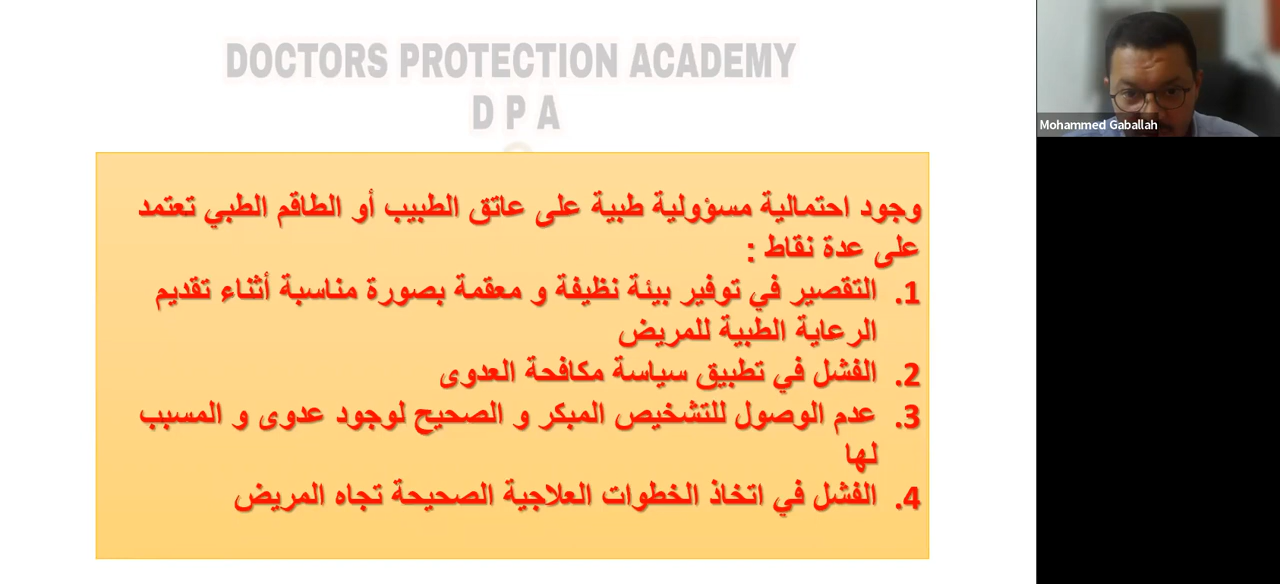 DOCTORS PROTECTION ACADEMY
D P A
وجود احتمالية مسؤولية طبية على عاتق الطبيب أو الطاقم الطبي تعتمد
على عدة نقاط :
1. التقصير في توفير بيئة نظيفة و معقمة بصورة مناسبة أثناء تقديم
الرعاية الطبية للمريض
2. الفشل في تطبيق سياسة مكافحة العدوى
3. عدم الوصول للتشخيص المبكر و الصحيح لوجود عدوى و المسبب
لها
4. الفشل في اتخاذ الخطوات العلاجية الصحيحة تجاه المريض
Mohammed Gaballah